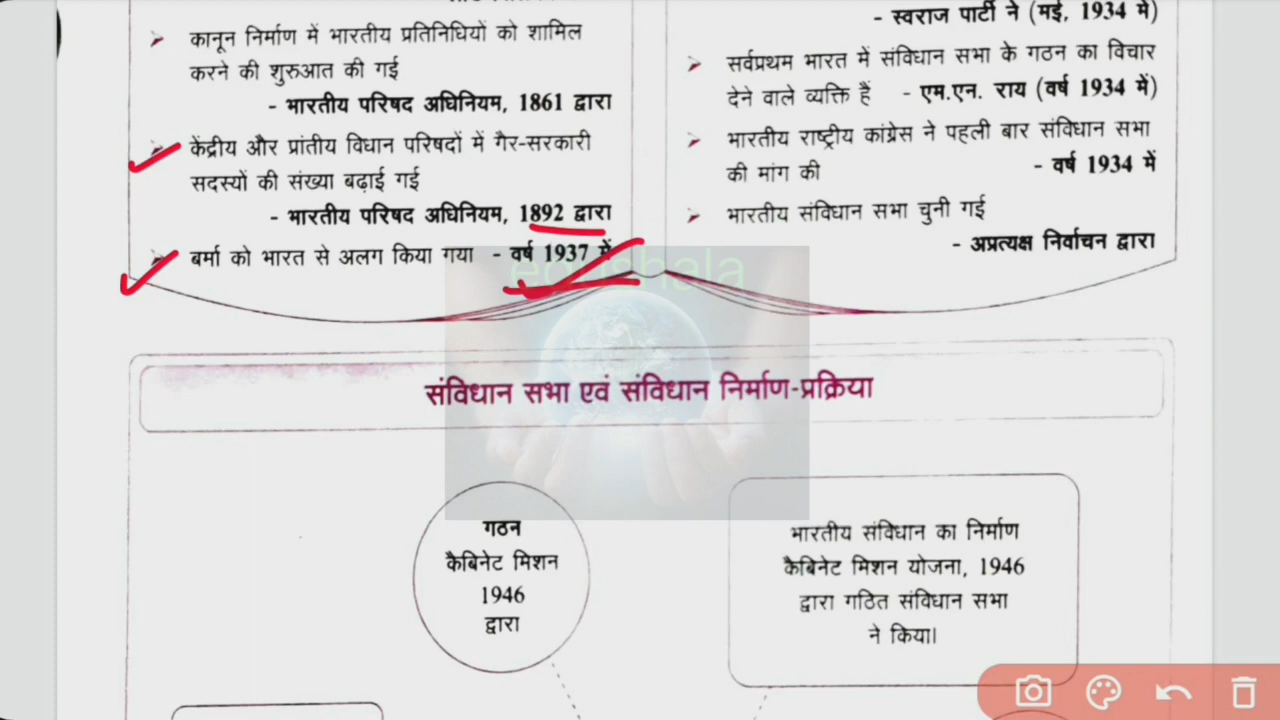 ➢ कानून निर्माण में भारतीय प्रतिनिधियों को शामिल
करने की शुरुआत की गई
- भारतीय परिषद अधिनियम, 1861 द्वारा
➢ केंद्रीय और प्रांतीय विधान परिषदों में गैर-सरकारी
सदस्यों की संख्या बढ़ाई गई
- भारतीय परिषद अधिनियम, 1892 द्वारा
➢ बर्मा को भारत से अलग किया गया - वर्ष 1937 में
- स्वराज पार्टी ने (मई, 1934 में)
➢ सर्वप्रथम भारत में संविधान सभा के गठन का विचार
देने वाले व्यक्ति हैं - एम.एन. राय (वर्ष 1934 में)
➢ भारतीय राष्ट्रीय कांग्रेस ने पहली बार संविधान सभा
की मांग की - वर्ष 1934 में
➢ भारतीय संविधान सभा चुनी गई
- अप्रत्यक्ष निर्वाचन द्वारा
संविधान सभा एवं संविधान निर्माण-प्रक्रिया
गठन
कैबिनेट मिशन
1946
द्वारा
भारतीय संविधान का निर्माण
कैबिनेट मिशन योजना, 1946
द्वारा गठित संविधान सभा
ने किया।